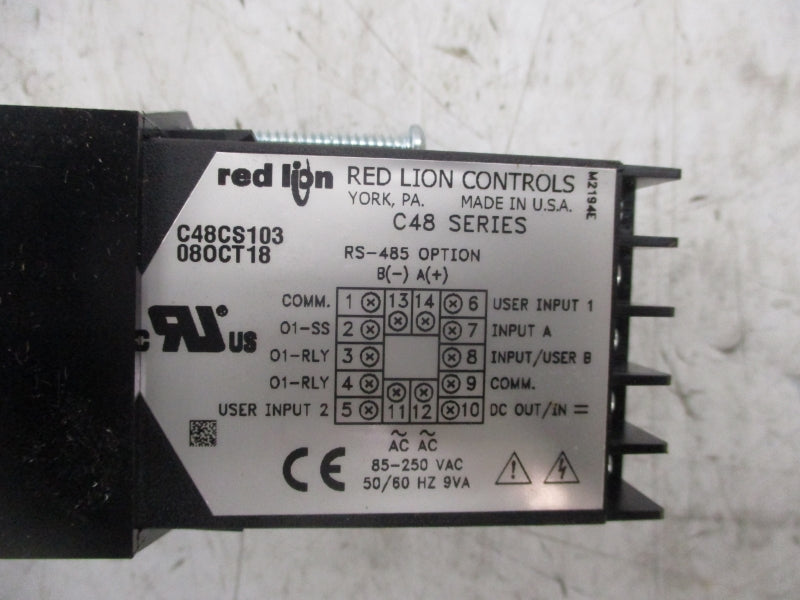 red lion RED LION CONTROLS
YORK, PA. MADE IN U.S.A.
C48 SERIES
M2194E
C48CS103
08OCT18
RS-485 OPTION
B(-) A(+)
COMM. 1 13 14 6 USER INPUT 1
O1-SS 2 7 INPUT A
O1-RLY 3 8 INPUT/USER B
O1-RLY 4 9 COMM.
USER INPUT 2 5 11 12 10 DC OUT/IN =
~ ~
AC AC
85-250 VAC
50/60 HZ 9VA
C RU ® US
CE